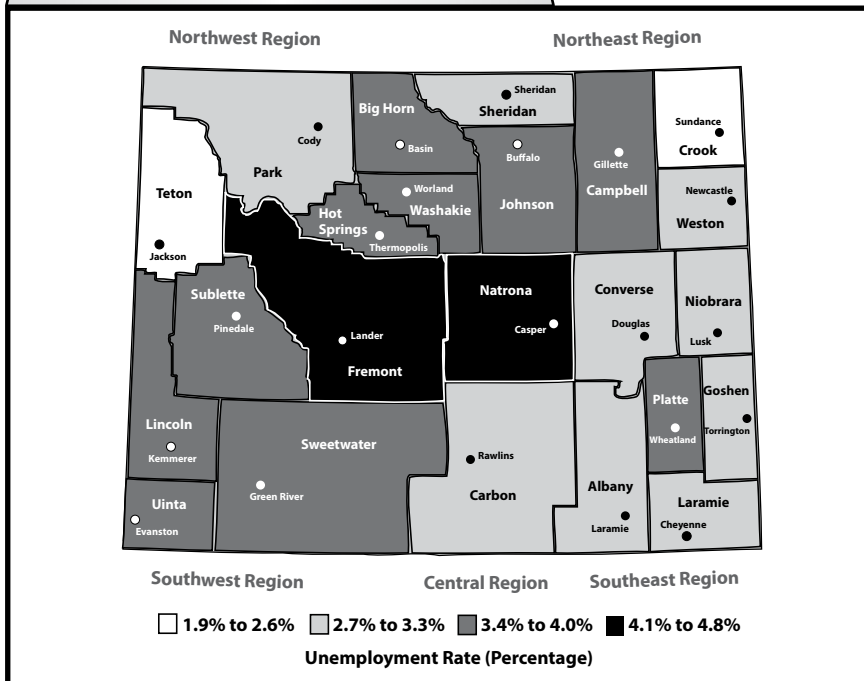 Northwest Region
Northeast Region
Big Horn
Basin
Sheridan
Sheridan
Cody
Park
Buffalo
Johnson
Gillette
Campbell
Sundance
Crook
Newcastle
Weston
Teton
Jackson
Worland
Washakie
Hot
Springs
Thermopolis
Sublette
Pinedale
Lander
Fremont
Natrona
Casper
Converse
Douglas
Niobrara
Lusk
Lincoln
Kemmerer
Sweetwater
Green River
Rawlins
Carbon
Platte
Wheatland
Goshen
Torrington
Uinta
Evanston
Albany
Laramie
Laramie
Cheyenne
Southwest Region
Central Region
Southeast Region
1.9% to 2.6%
2.7% to 3.3%
3.4% to 4.0%
4.1% to 4.8%
Unemployment Rate (Percentage)